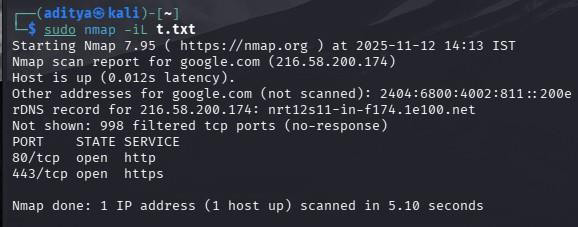 ┌──(aditya㉿kali)-[~]
└─$ sudo nmap -iL t.txt
Starting Nmap 7.95 ( https://nmap.org ) at 2025-11-12 14:13 IST
Nmap scan report for google.com (216.58.200.174)
Host is up (0.012s latency).
Other addresses for google.com (not scanned): 2404:6800:4002:811::200e
rDNS record for 216.58.200.174: nrt12s11-in-f174.1e100.net
Not shown: 998 filtered tcp ports (no-response)
PORT    STATE SERVICE
80/tcp  open  http
443/tcp open  https
Nmap done: 1 IP address (1 host up) scanned in 5.10 seconds